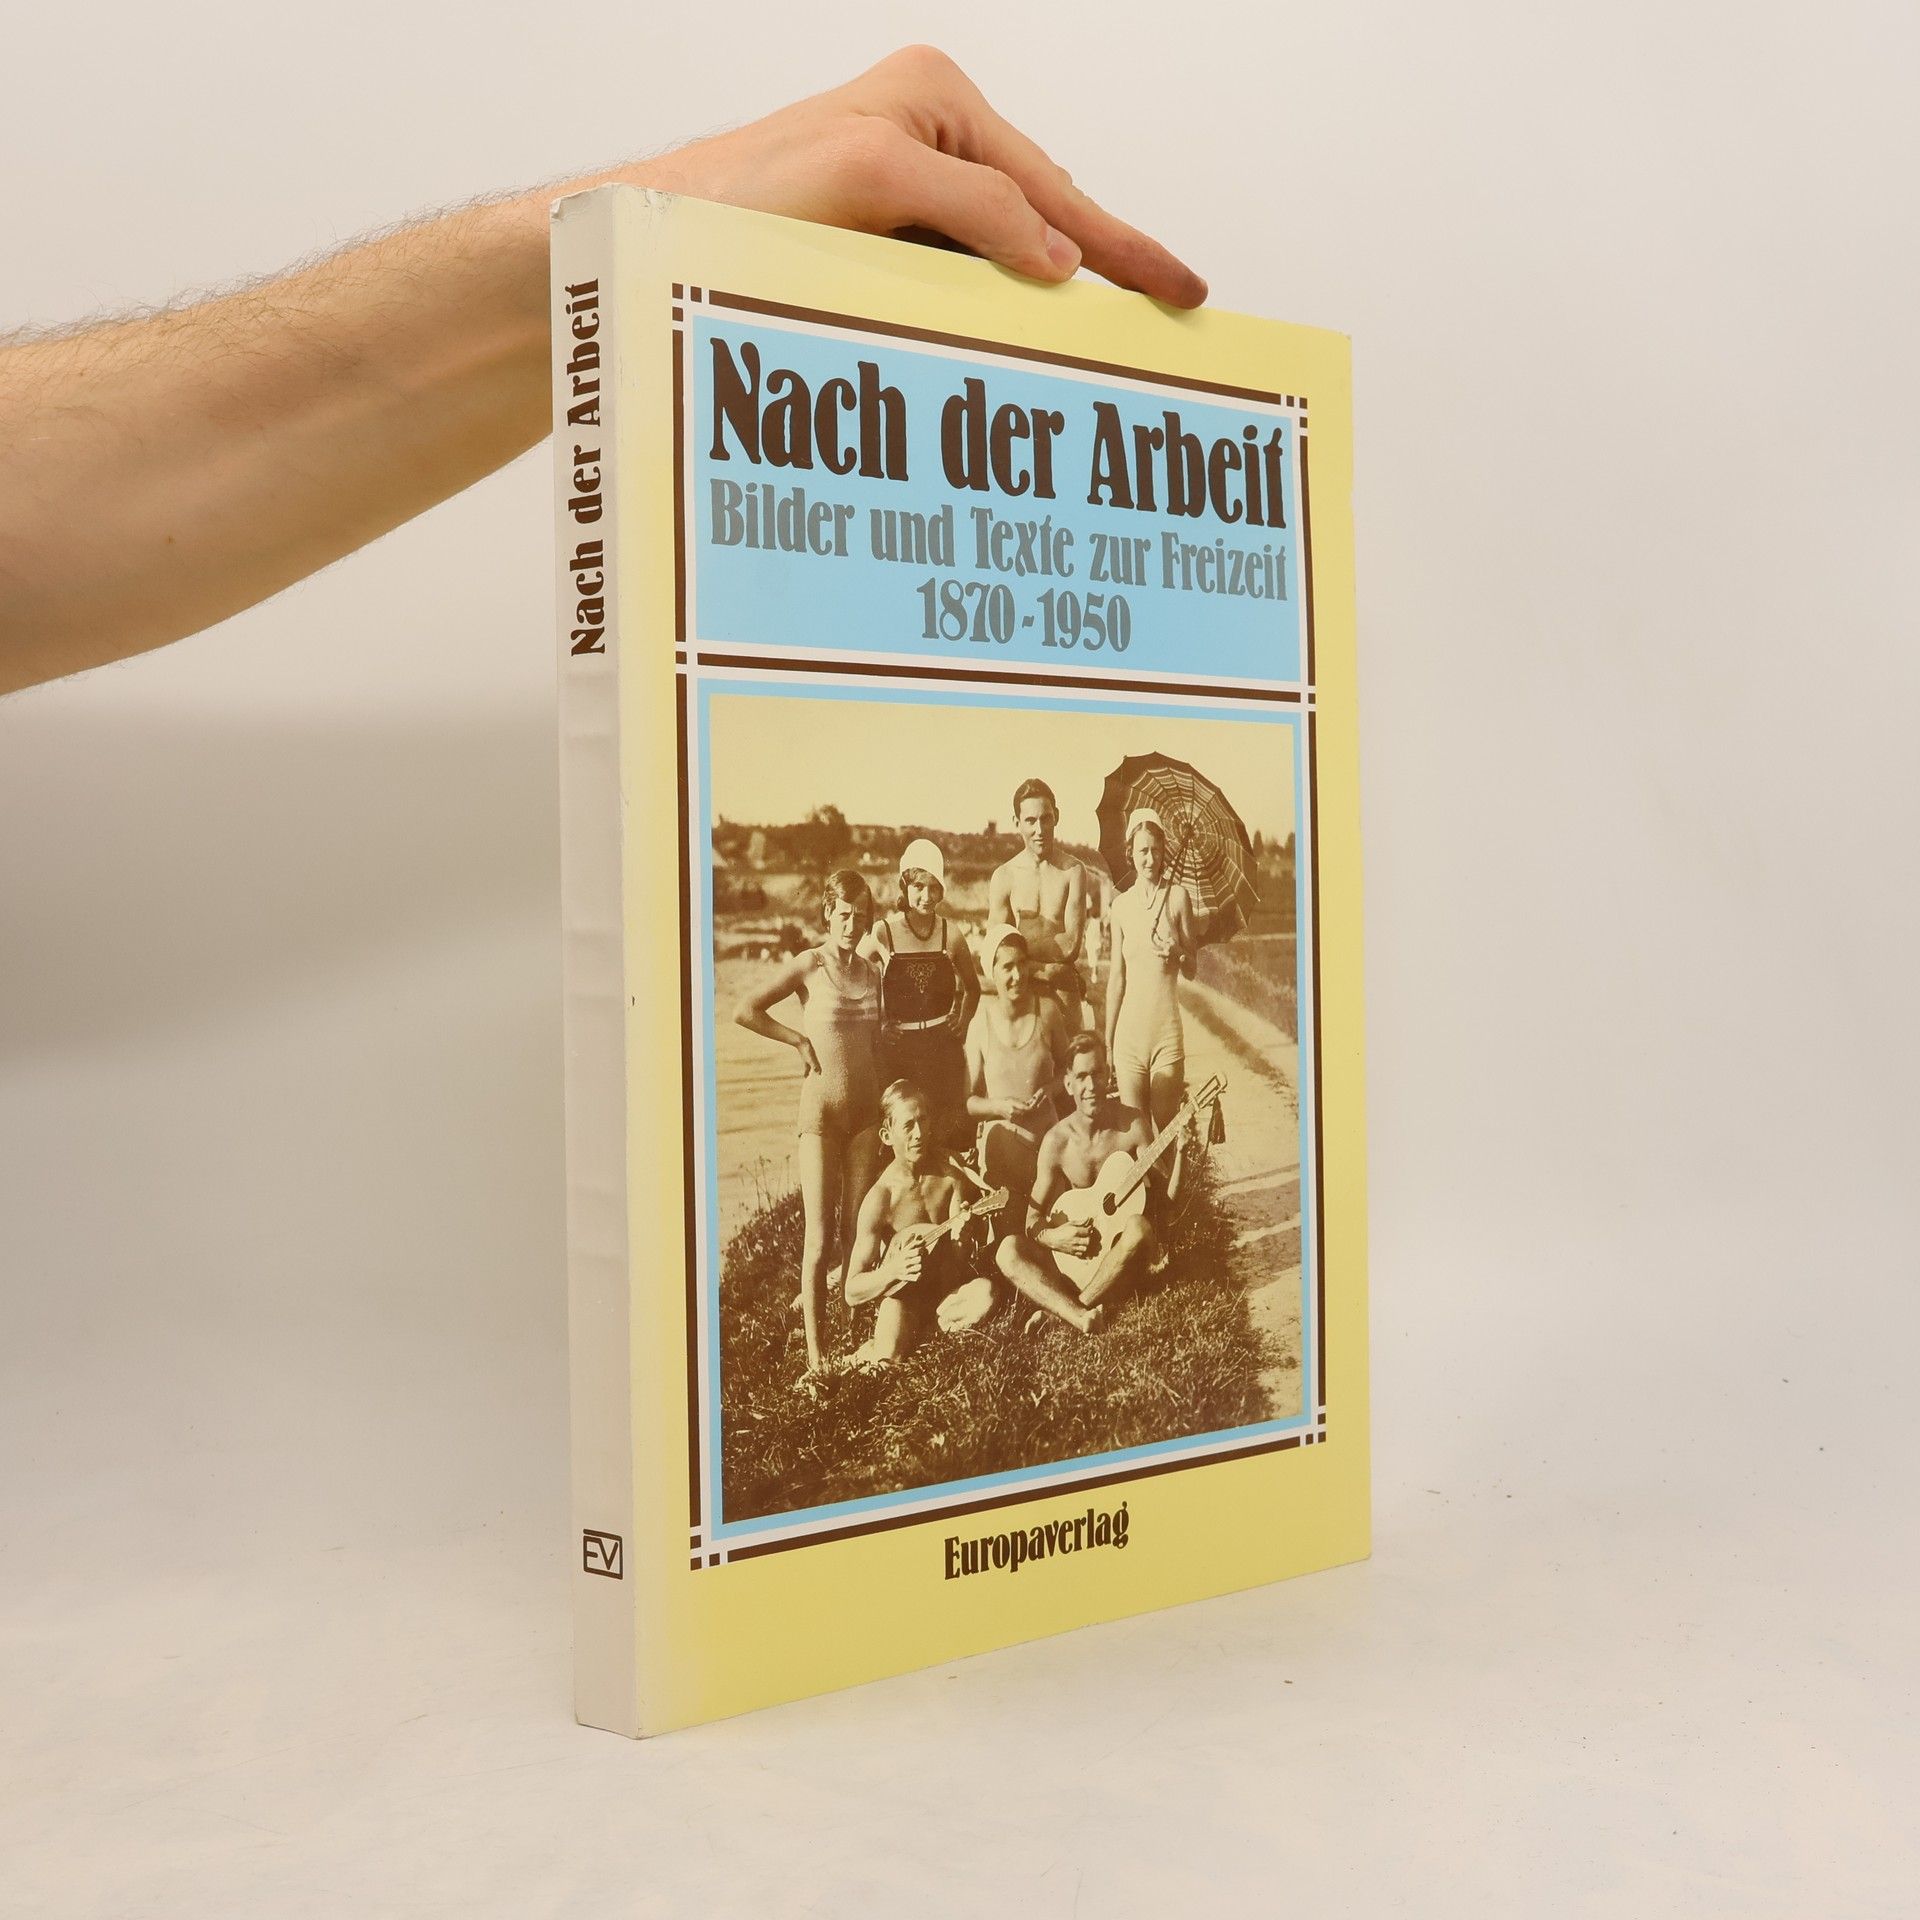 Nach der Arbeit
Nach der Arbeit
Bilder und Texte zur Freizeit
1870-1950
Europaverlag
EV